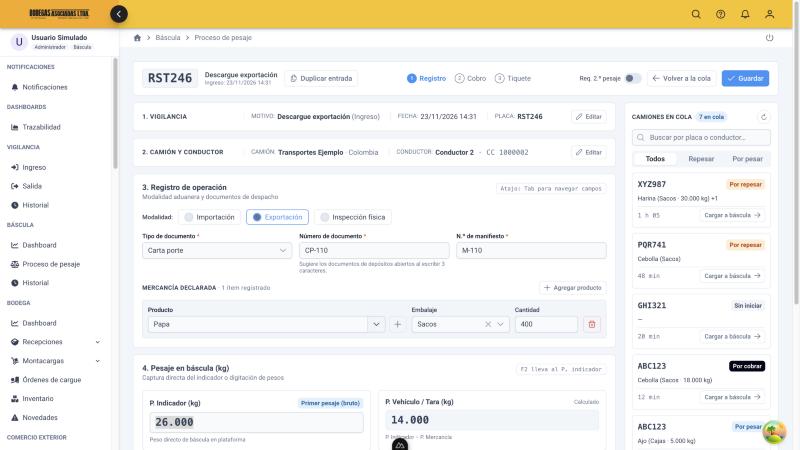 BODEGAS ASOCIADAS LTDA.
U
Usuario Simulado
Administrador
Báscula
Báscula
Proceso de pesaje
NOTIFICACIONES
Notificaciones
DASHBOARDS
Trazabilidad
VIGILANCIA
Ingreso
Salida
Historial
BÁSCULA
Dashboard
Proceso de pesaje
Historial
BODEGA
Dashboard
Recepciones
Montacargas
Órdenes de cargue
Inventario
Novedades
COMERCIO EXTERIOR
RST246
Descargue exportación
Ingreso: 23/11/2026 14:31
Duplicar entrada
1 Registro
2 Cobro
3 Tiquete
Req. 2.º pesaje
Volver a la cola
Guardar
1. VIGILANCIA
MOTIVO: Descargue exportación (Ingreso)
FECHA: 23/11/2026 14:31
PLACA: RST246
Editar
2. CAMIÓN Y CONDUCTOR
CAMIÓN: Transportes Ejemplo · Colombia
CONDUCTOR: Conductor 2 · CC 1000002
Editar
3. Registro de operación
Modalidad aduanera y documentos de despacho
Atajo: Tab para navegar campos
Modalidad:
Importación
Exportación
Inspección física
Tipo de documento *
Número de documento *
N.º de manifiesto *
Carta porte
CP-110
M-110
Sugiere los documentos de depósitos abiertos al escribir 3
caracteres.
MERCANCÍA DECLARADA · 1 ítem registrado
Agregar producto
Producto
Embalaje
Cantidad
Papa
Sacos
400
4. Pesaje en báscula (kg)
Captura directa del indicador o digitación de pesos
F2 lleva al P. indicador
P. Indicador (kg)
Primer pesaje (bruto)
26.000
Peso directo de báscula en plataforma
P. Vehículo / Tara (kg)
Calculado
14.000
P. Indicador − P. Mercancía
CAMIONES EN COLA
7 en cola
Buscar por placa o conductor...
Todos
Repesar
Por pesar
XYZ987
Por repesar
Harina (Sacos · 30.000 kg) +1
1 h 05
Cargar a báscula
PQR741
Por repesar
Cebolla (Sacos)
48 min
Cargar a báscula
GHI321
Sin iniciar
—
20 min
Cargar a báscula
ABC123
Por cobrar
Cebolla (Sacos · 18.000 kg)
12 min
Cargar a báscula
ABC123
Por pesar
Ajo (Cajas · 5.000 kg)